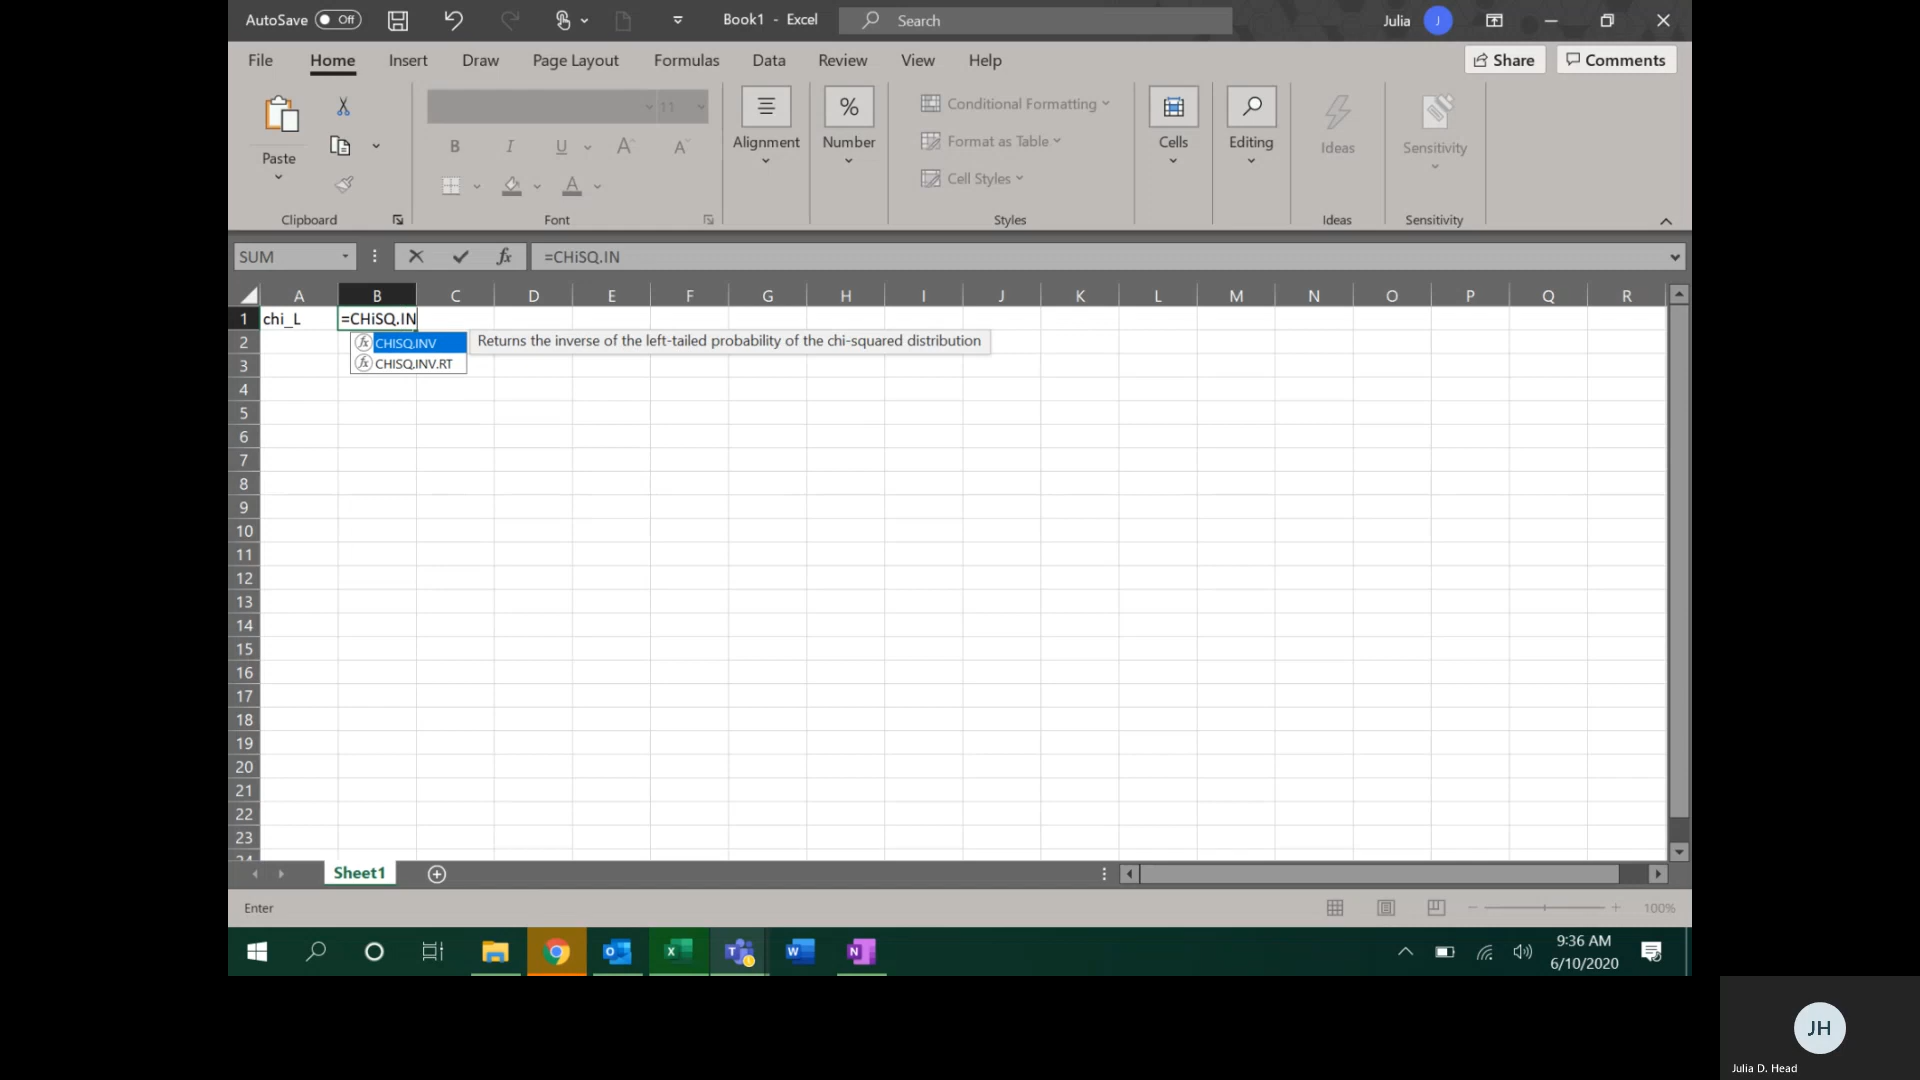 AutoSave Off Book1 - Excel Search Julia J
File Home Insert Draw Page Layout Formulas Data Review View Help Share Comments
Paste
Clipboard
11
B I U A A
A
Font
Alignment
% Number
Conditional Formatting
Format as Table
Cell Styles
Styles
Cells
Editing
Ideas
Ideas
Sensitivity
Sensitivity
SUM fx =CHiSQ.IN
A B C D E F G H I J K L M N O P Q R
1 chi_L =CHiSQ.IN
2 fx CHISQ.INV Returns the inverse of the left-tailed probability of the chi-squared distribution
3 fx CHISQ.INV.RT
4
5
6
7
8
9
10
11
12
13
14
15
16
17
18
19
20
21
22
23
24
Sheet1
Enter 100%
9:36 AM
6/10/2020
JH
Julia D. Head